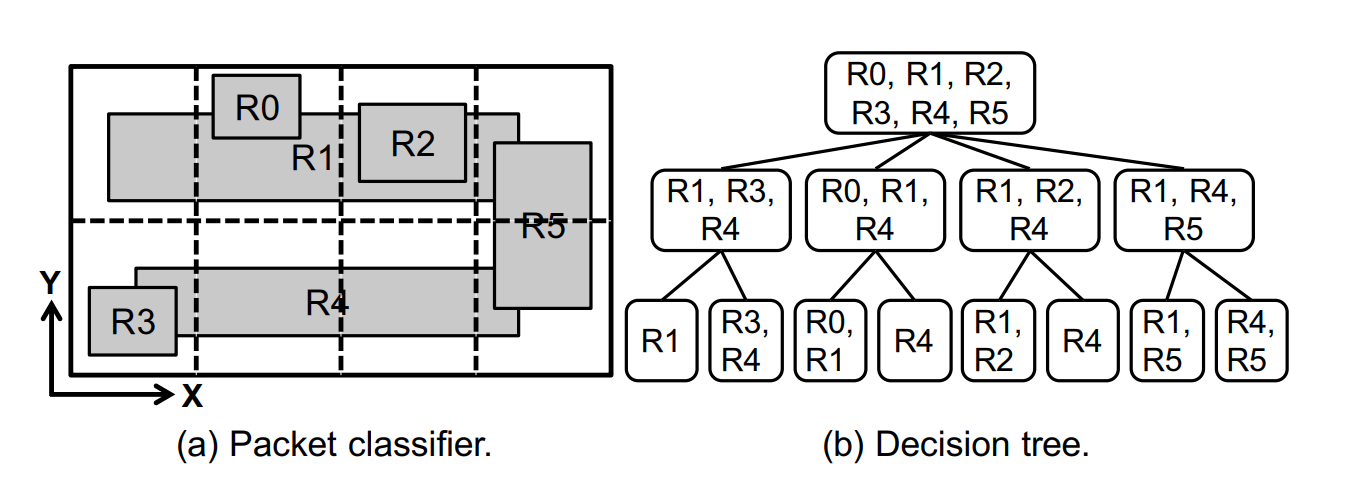 R0
R1
R2
R5
R4
R3
Y
X
(a) Packet classifier.
R0, R1, R2,
R3, R4, R5
R1, R3,
R4
R0, R1,
R4
R1, R2,
R4
R1, R4,
R5
R1
R3,
R4
R0,
R1
R4
R1,
R2
R4
R1,
R5
R4,
R5
(b) Decision tree.